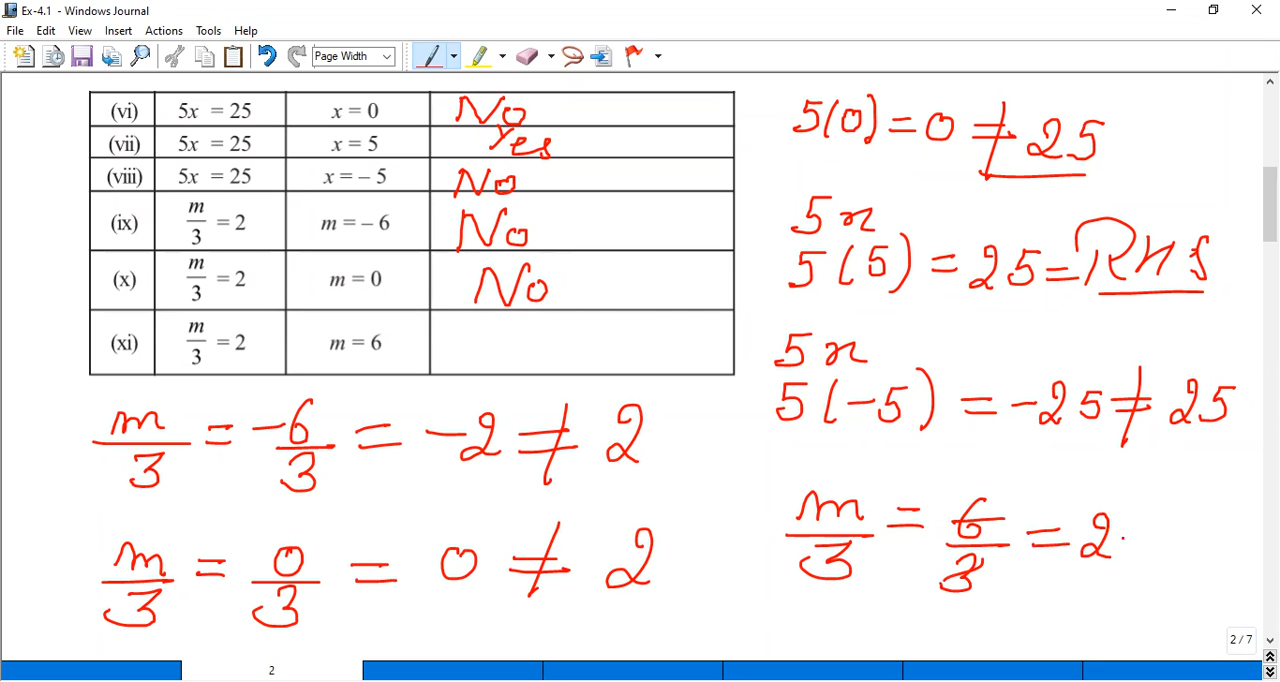 Ex-4.1 - Windows Journal
File Edit View Insert Actions Tools Help
Page Width
(vi) 5x = 25 x = 0 No
(vii) 5x = 25 x = 5 Yes
(viii) 5x = 25 x = – 5 No
(ix) m/3 = 2 m = – 6 No
(x) m/3 = 2 m = 0 No
(xi) m/3 = 2 m = 6
m/3 = -6/3 = -2 ≠ 2
m/3 = 0/3 = 0 ≠ 2
5(0) = 0 ≠ 25
5x
5(5) = 25 = RHS
5x
5(-5) = -25 ≠ 25
m/3 = 6/3 = 2
2 / 7
2